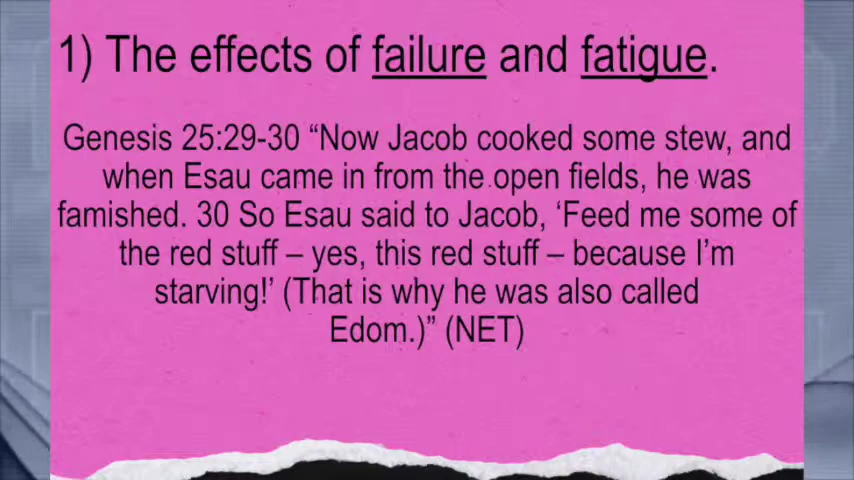 1) The effects of failure and fatigue.
Genesis 25:29-30 “Now Jacob cooked some stew, and
when Esau came in from the open fields, he was
famished. 30 So Esau said to Jacob, ‘Feed me some of
the red stuff – yes, this red stuff – because I’m
starving!’ (That is why he was also called
Edom.)” (NET)